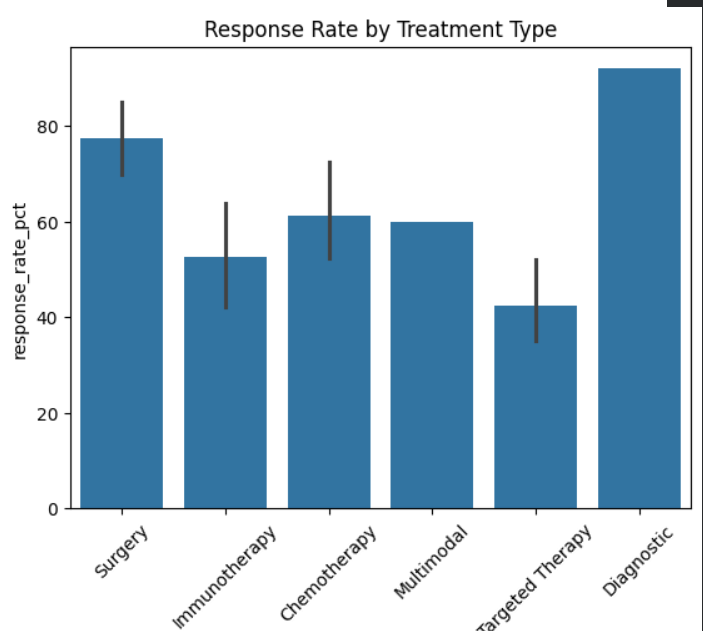 Response Rate by Treatment Type
response_rate_pct
80
60
40
20
0
Surgery
Immunotherapy
Chemotherapy
Multimodal
Targeted Therapy
Diagnostic